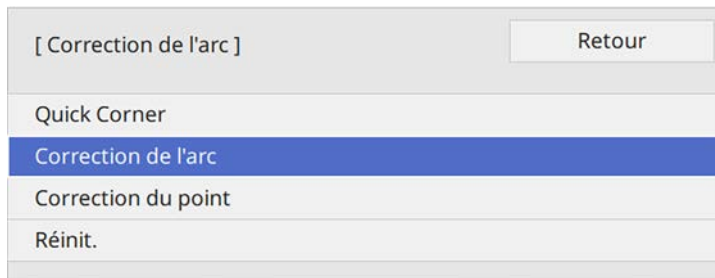 [ Correction de l'arc ]
Retour
Quick Corner
Correction de l'arc
Correction du point
Réinit.